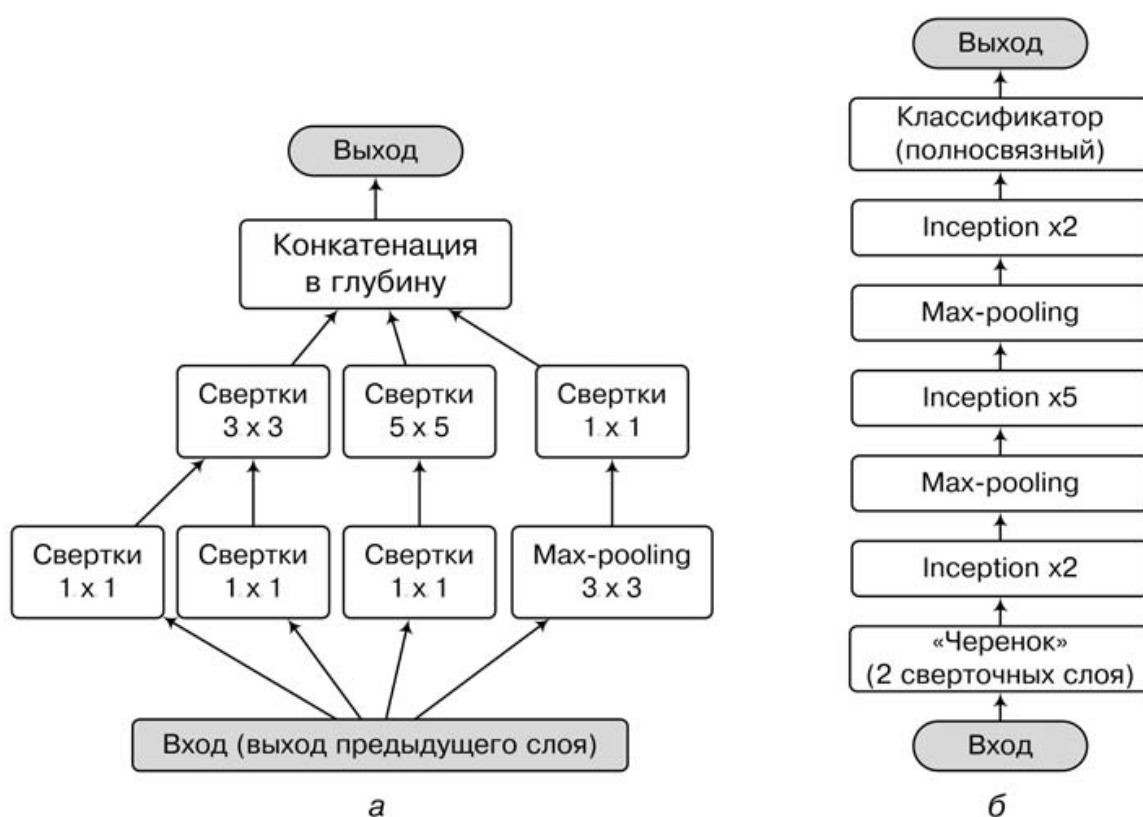 Выход
Конкатенация
в глубину
Свертки
3 x 3
Свертки
5 x 5
Свертки
1 x 1
Свертки
1 x 1
Свертки
1 x 1
Свертки
1 x 1
Max-pooling
3 x 3
Вход (выход предыдущего слоя)
а
Выход
Классификатор
(полносвязный)
Inception x2
Max-pooling
Inception x5
Max-pooling
Inception x2
«Черенок»
(2 сверточных слоя)
Вход
б